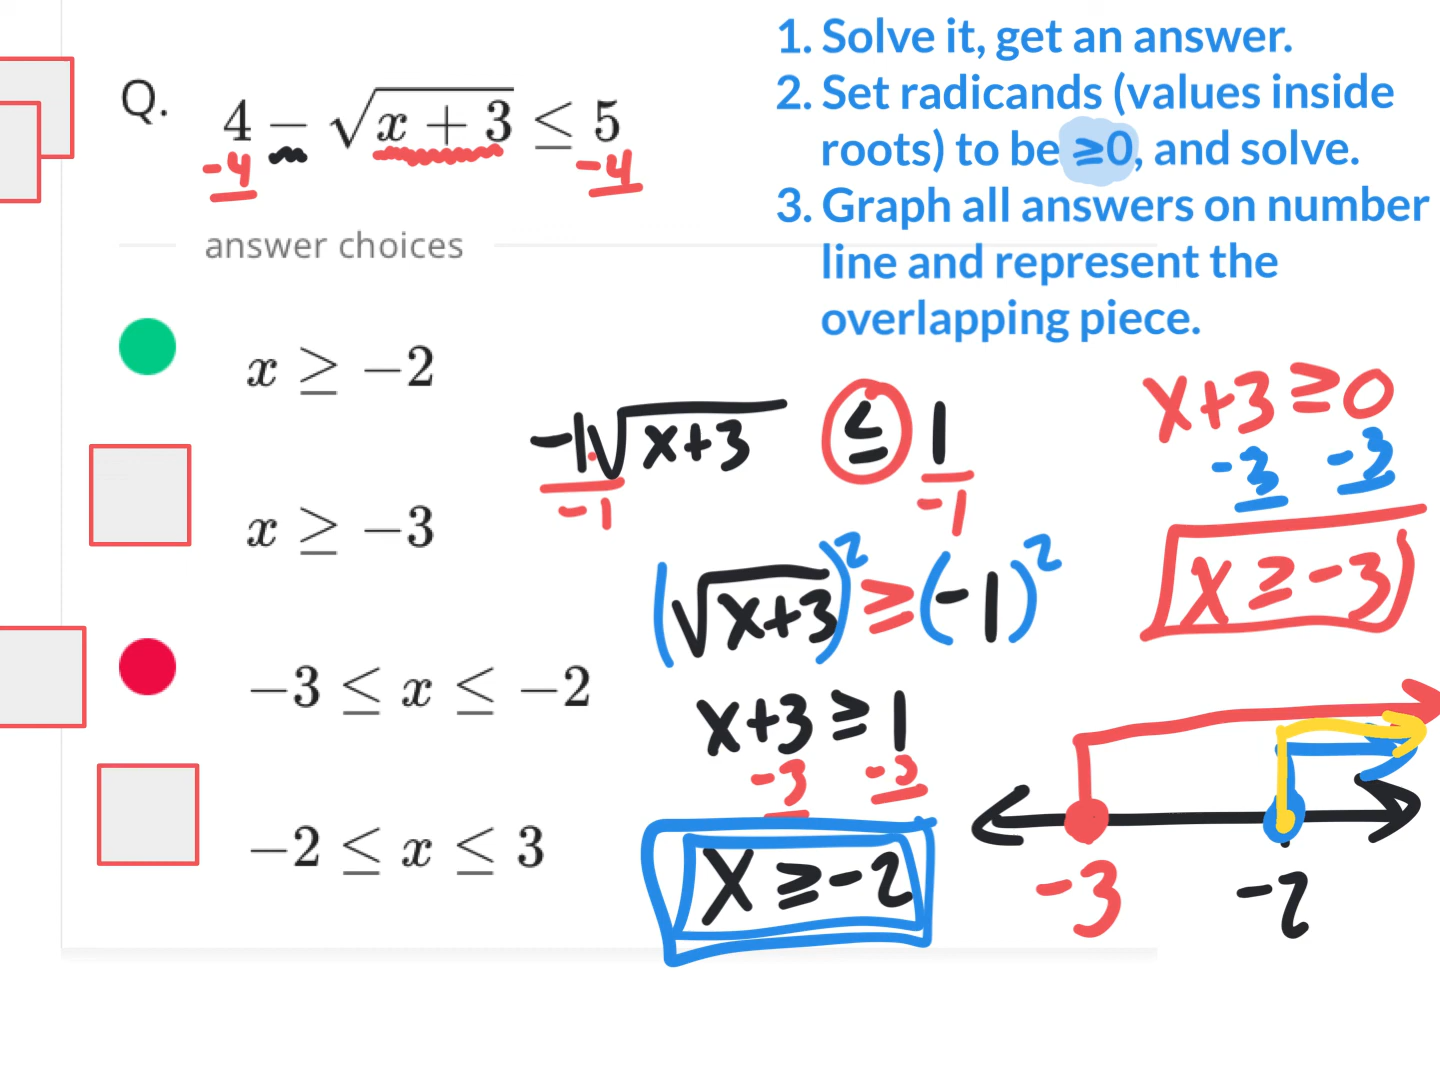 1. Solve it, get an answer.
2. Set radicands (values inside
roots) to be ≥0, and solve.
3. Graph all answers on number
line and represent the
overlapping piece.
Q. 4 − √(x + 3) ≤ 5
-4 -4
answer choices
x ≥ −2
x ≥ −3
−3 ≤ x ≤ −2
−2 ≤ x ≤ 3
-1√(x+3) ≤ 1
-1 -1
(√(x+3))² ≥ (-1)²
x+3 ≥ 1
-3 -3
x ≥ -2
x+3 ≥ 0
-3 -3
x ≥ -3
-3 -2